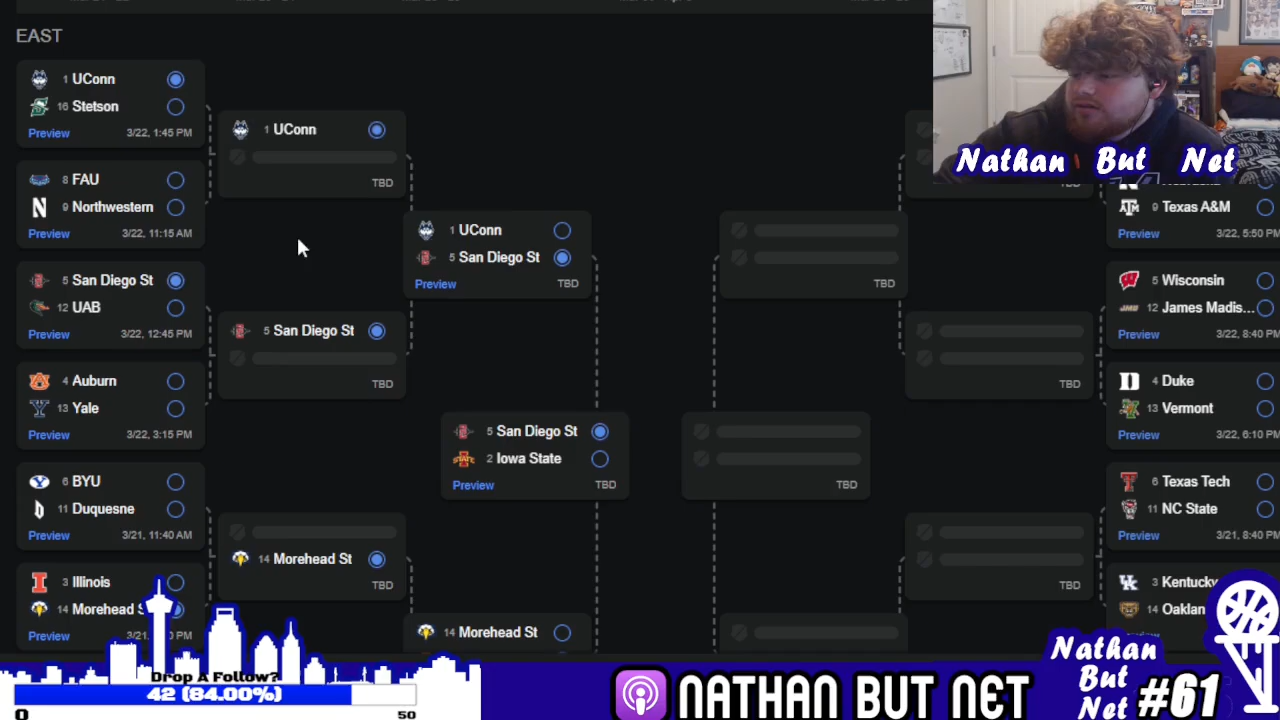 EAST
1 UConn
16 Stetson
Preview 3/22, 1:45 PM
8 FAU
9 Northwestern
Preview 3/22, 11:15 AM
5 San Diego St
12 UAB
Preview 3/22, 12:45 PM
4 Auburn
13 Yale
Preview 3/22, 3:15 PM
6 BYU
11 Duquesne
Preview 3/21, 11:40 AM
3 Illinois
14 Morehead
Preview
1 UConn
TBD
5 San Diego St
TBD
14 Morehead St
TBD
1 UConn
5 San Diego St
Preview TBD
5 San Diego St
2 Iowa State
Preview TBD
14 Morehead St
TBD
TBD
TBD
TBD
Nathan But Net
9 Texas A&M
Preview 3/22, 5:50 PM
5 Wisconsin
12 James Madis...
Preview 3/22, 8:40 PM
4 Duke
13 Vermont
Preview 3/22, 6:10 PM
6 Texas Tech
11 NC State
Preview 3/21, 8:40 PM
3 Kentucky
14 Oaklan
Drop A Follow?
42 (84.00%)
0 50
NATHAN BUT NET
Nathan
But
Net #61